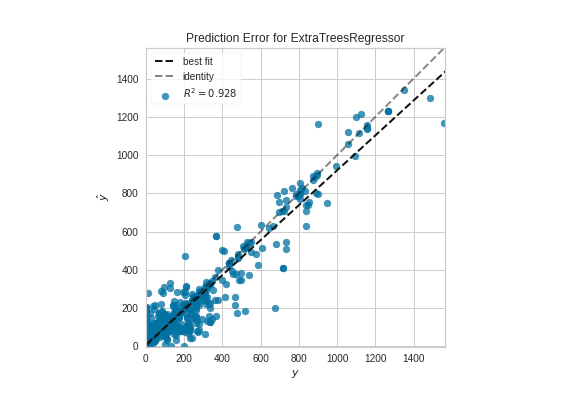 Prediction Error for ExtraTreesRegressor
best fit
identity
R² = 0.928
1400
1200
1000
800
600
400
200
0
ŷ
0 200 400 600 800 1000 1200 1400
y